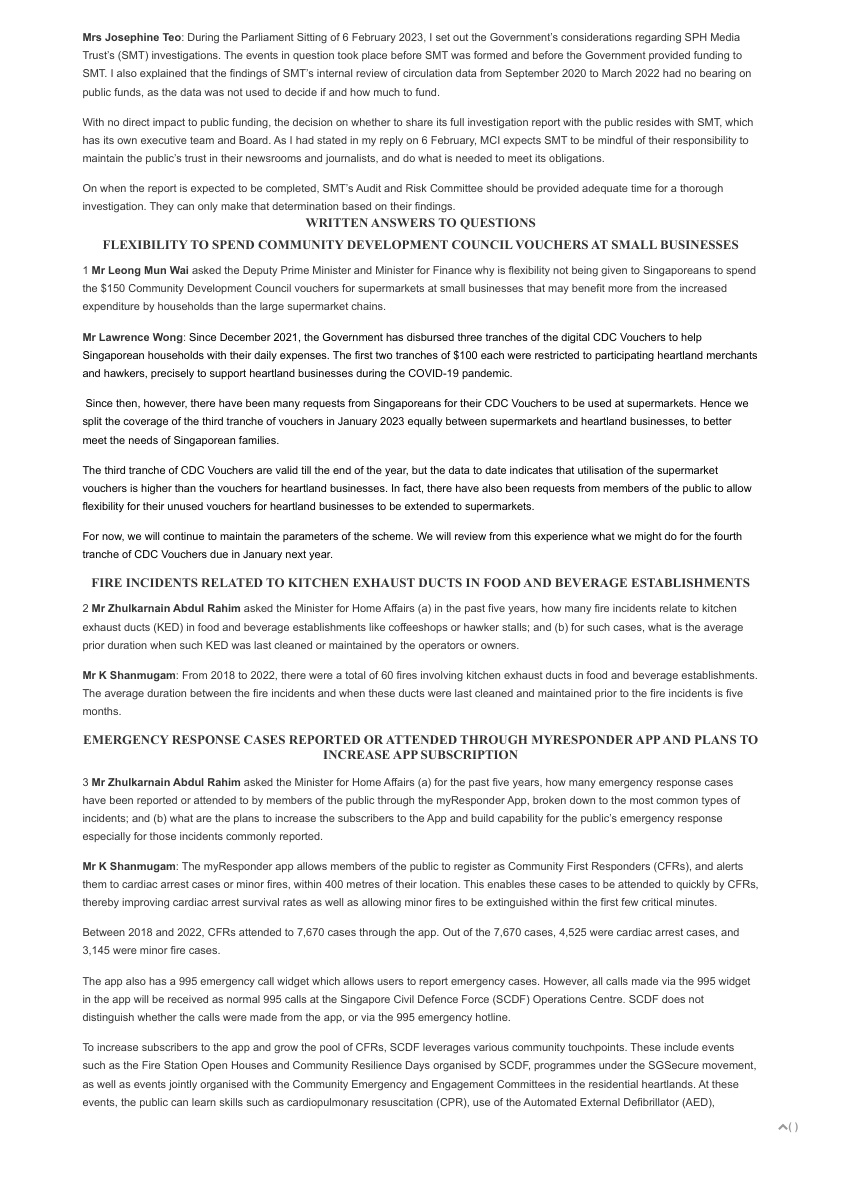 Mrs Josephine Teo: During the Parliament Sitting of 6 February 2023, I set out the Government’s considerations regarding SPH Media
Trust’s (SMT) investigations. The events in question took place before SMT was formed and before the Government provided funding to
SMT. I also explained that the findings of SMT’s internal review of circulation data from September 2020 to March 2022 had no bearing on
public funds, as the data was not used to decide if and how much to fund.
With no direct impact to public funding, the decision on whether to share its full investigation report with the public resides with SMT, which
has its own executive team and Board. As I had stated in my reply on 6 February, MCI expects SMT to be mindful of their responsibility to
maintain the public’s trust in their newsrooms and journalists, and do what is needed to meet its obligations.
On when the report is expected to be completed, SMT’s Audit and Risk Committee should be provided adequate time for a thorough
investigation. They can only make that determination based on their findings.
WRITTEN ANSWERS TO QUESTIONS
FLEXIBILITY TO SPEND COMMUNITY DEVELOPMENT COUNCIL VOUCHERS AT SMALL BUSINESSES
1 Mr Leong Mun Wai asked the Deputy Prime Minister and Minister for Finance why is flexibility not being given to Singaporeans to spend
the $150 Community Development Council vouchers for supermarkets at small businesses that may benefit more from the increased
expenditure by households than the large supermarket chains.
Mr Lawrence Wong: Since December 2021, the Government has disbursed three tranches of the digital CDC Vouchers to help
Singaporean households with their daily expenses. The first two tranches of $100 each were restricted to participating heartland merchants
and hawkers, precisely to support heartland businesses during the COVID-19 pandemic.
Since then, however, there have been many requests from Singaporeans for their CDC Vouchers to be used at supermarkets. Hence we
split the coverage of the third tranche of vouchers in January 2023 equally between supermarkets and heartland businesses, to better
meet the needs of Singaporean families.
The third tranche of CDC Vouchers are valid till the end of the year, but the data to date indicates that utilisation of the supermarket
vouchers is higher than the vouchers for heartland businesses. In fact, there have also been requests from members of the public to allow
flexibility for their unused vouchers for heartland businesses to be extended to supermarkets.
For now, we will continue to maintain the parameters of the scheme. We will review from this experience what we might do for the fourth
tranche of CDC Vouchers due in January next year.
FIRE INCIDENTS RELATED TO KITCHEN EXHAUST DUCTS IN FOOD AND BEVERAGE ESTABLISHMENTS
2 Mr Zhulkarnain Abdul Rahim asked the Minister for Home Affairs (a) in the past five years, how many fire incidents relate to kitchen
exhaust ducts (KED) in food and beverage establishments like coffeeshops or hawker stalls; and (b) for such cases, what is the average
prior duration when such KED was last cleaned or maintained by the operators or owners.
Mr K Shanmugam: From 2018 to 2022, there were a total of 60 fires involving kitchen exhaust ducts in food and beverage establishments.
The average duration between the fire incidents and when these ducts were last cleaned and maintained prior to the fire incidents is five
months.
EMERGENCY RESPONSE CASES REPORTED OR ATTENDED THROUGH MYRESPONDER APP AND PLANS TO
INCREASE APP SUBSCRIPTION
3 Mr Zhulkarnain Abdul Rahim asked the Minister for Home Affairs (a) for the past five years, how many emergency response cases
have been reported or attended to by members of the public through the myResponder App, broken down to the most common types of
incidents; and (b) what are the plans to increase the subscribers to the App and build capability for the public’s emergency response
especially for those incidents commonly reported.
Mr K Shanmugam: The myResponder app allows members of the public to register as Community First Responders (CFRs), and alerts
them to cardiac arrest cases or minor fires, within 400 metres of their location. This enables these cases to be attended to quickly by CFRs,
thereby improving cardiac arrest survival rates as well as allowing minor fires to be extinguished within the first few critical minutes.
Between 2018 and 2022, CFRs attended to 7,670 cases through the app. Out of the 7,670 cases, 4,525 were cardiac arrest cases, and
3,145 were minor fire cases.
The app also has a 995 emergency call widget which allows users to report emergency cases. However, all calls made via the 995 widget
in the app will be received as normal 995 calls at the Singapore Civil Defence Force (SCDF) Operations Centre. SCDF does not
distinguish whether the calls were made from the app, or via the 995 emergency hotline.
To increase subscribers to the app and grow the pool of CFRs, SCDF leverages various community touchpoints. These include events
such as the Fire Station Open Houses and Community Resilience Days organised by SCDF, programmes under the SGSecure movement,
as well as events jointly organised with the Community Emergency and Engagement Committees in the residential heartlands. At these
events, the public can learn skills such as cardiopulmonary resuscitation (CPR), use of the Automated External Defibrillator (AED),
( )